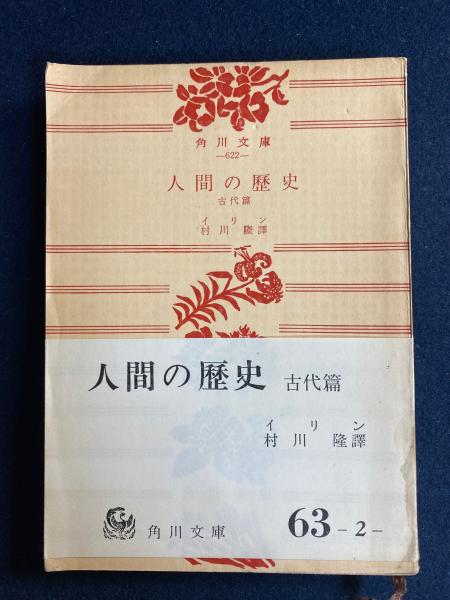 角川文庫
―622―
人間の歷史
古代篇
イリン
村川隆譯
人間の歷史 古代篇
イリン
村川隆譯
角川文庫 63-2-